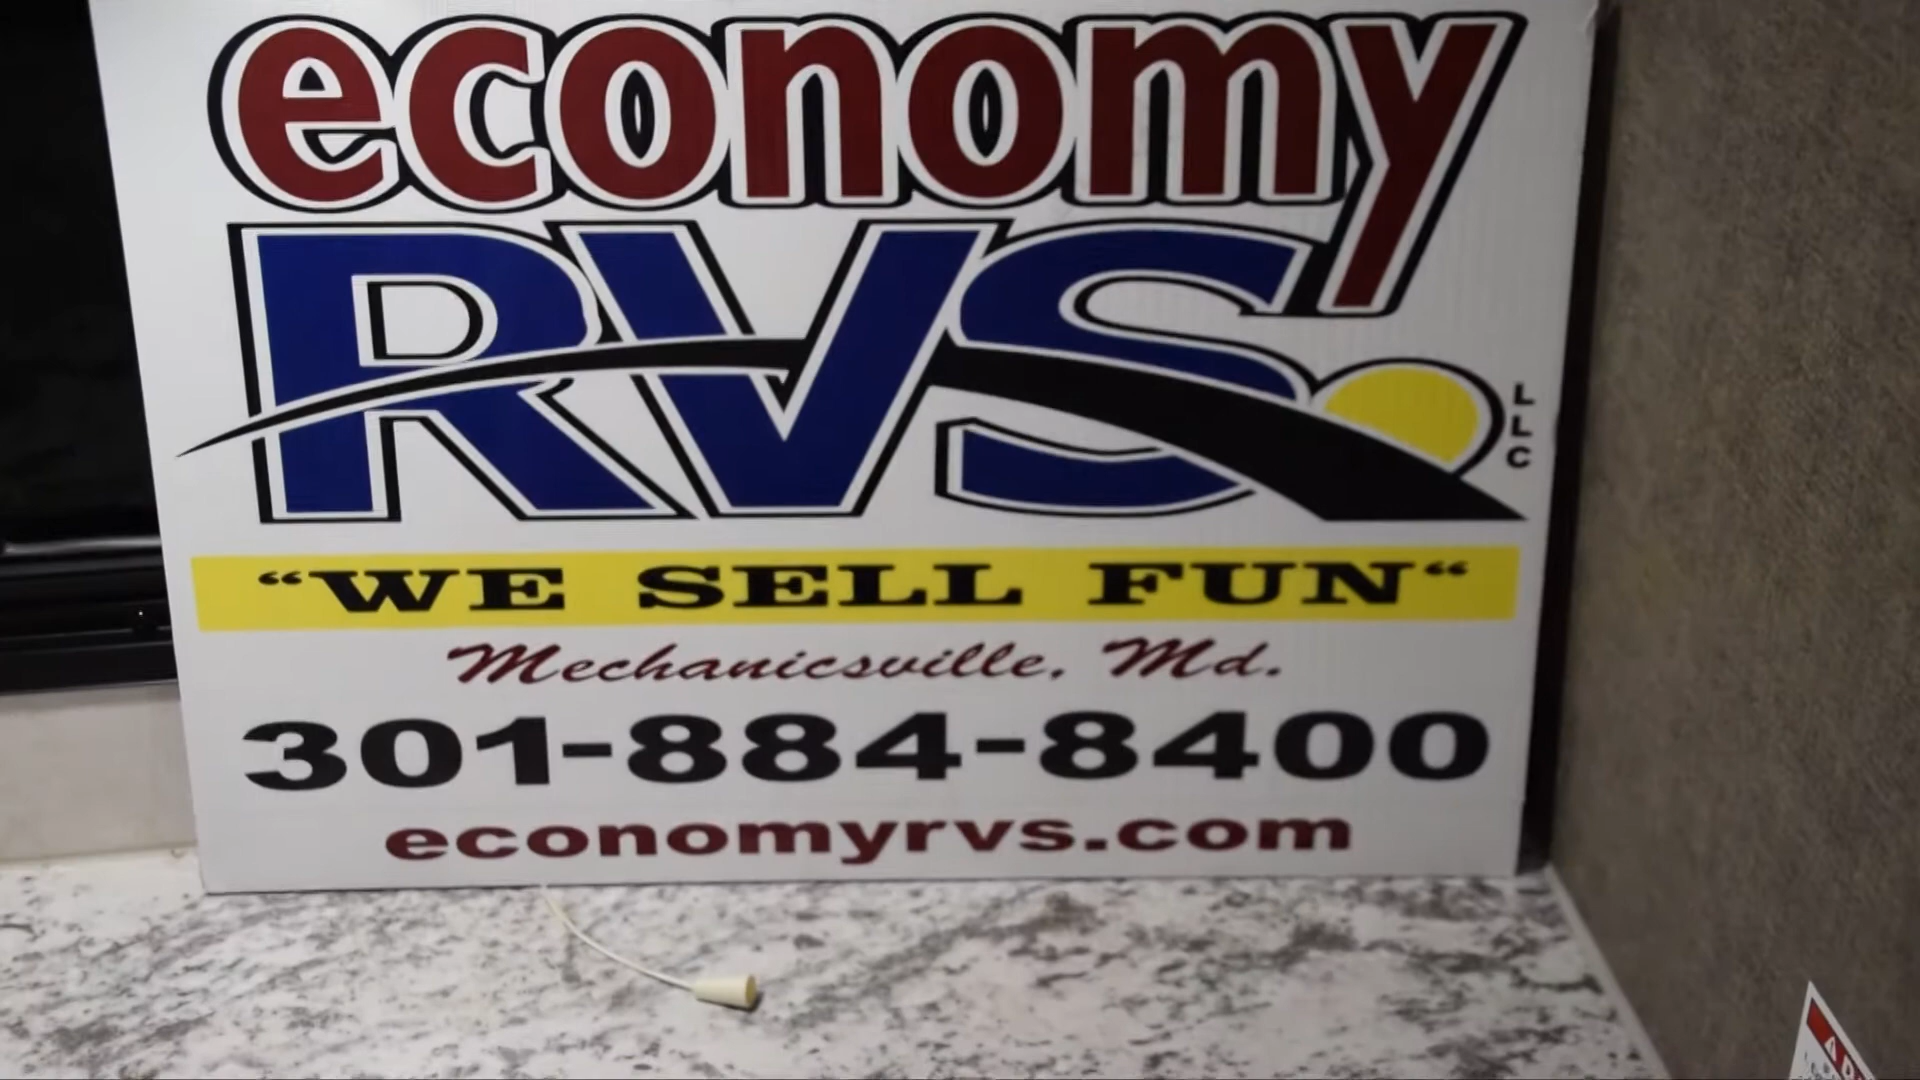 economy
RVS LLC
“WE SELL FUN“
Mechanicsville, Md.
301-884-8400
economyrvs.com